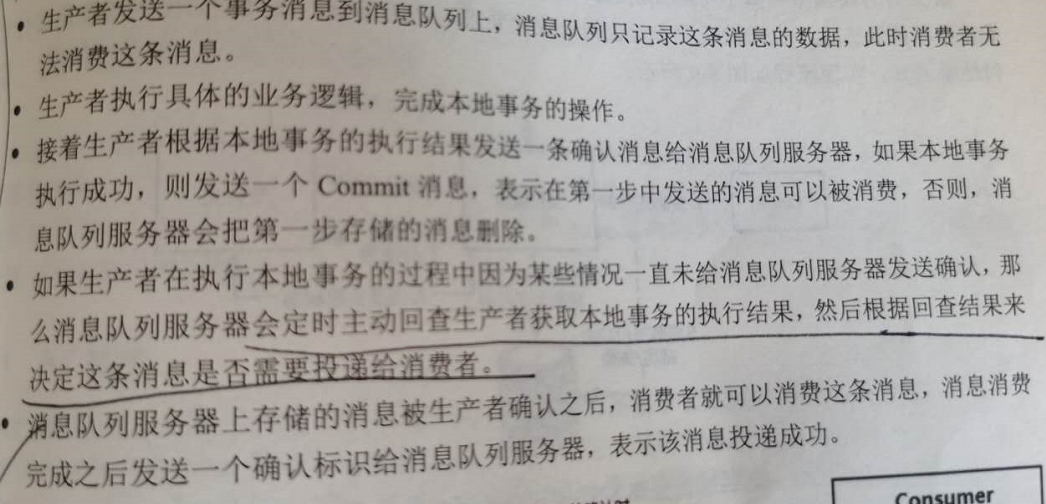 • 生产者发送一个事务消息到消息队列上，消息队列只记录这条消息的数据，此时消费者无
法消费这条消息。
• 生产者执行具体的业务逻辑，完成本地事务的操作。
• 接着生产者根据本地事务的执行结果发送一条确认消息给消息队列服务器，如果本地事务
执行成功，则发送一个 Commit 消息，表示在第一步中发送的消息可以被消费，否则，消
息队列服务器会把第一步存储的消息删除。
• 如果生产者在执行本地事务的过程中因为某些情况一直未给消息队列服务器发送确认，那
么消息队列服务器会定时主动回查生产者获取本地事务的执行结果，然后根据回查结果来
决定这条消息是否需要投递给消费者。
• 消息队列服务器上存储的消息被生产者确认之后，消费者就可以消费这条消息，消息消费
完成之后发送一个确认标识给消息队列服务器，表示该消息投递成功。
Consumer